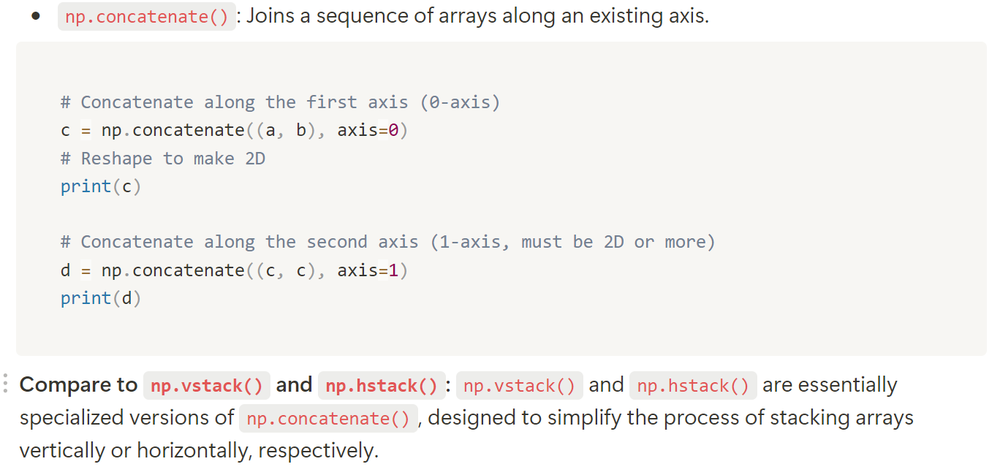 • np.concatenate(): Joins a sequence of arrays along an existing axis.
# Concatenate along the first axis (0-axis)
c = np.concatenate((a, b), axis=0)
# Reshape to make 2D
print(c)
# Concatenate along the second axis (1-axis, must be 2D or more)
d = np.concatenate((c, c), axis=1)
print(d)
Compare to np.vstack() and np.hstack(): np.vstack() and np.hstack() are essentially
specialized versions of np.concatenate(), designed to simplify the process of stacking arrays
vertically or horizontally, respectively.